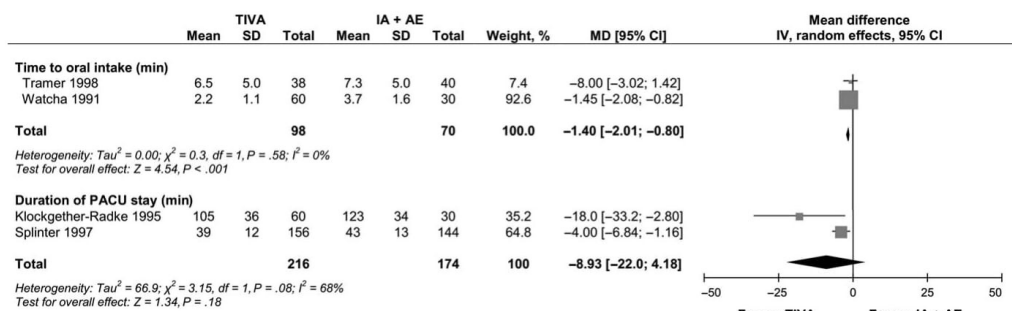 TIVA IA + AE Mean difference
Mean SD Total Mean SD Total Weight, % MD [95% CI] IV, random effects, 95% CI
Time to oral intake (min)
Tramer 1998 6.5 5.0 38 7.3 5.0 40 7.4 −8.00 [−3.02; 1.42]
Watcha 1991 2.2 1.1 60 3.7 1.6 30 92.6 −1.45 [−2.08; −0.82]
Total 98 70 100.0 −1.40 [−2.01; −0.80]
Heterogeneity: Tau² = 0.00; χ² = 0.3, df = 1, P = .58; I² = 0%
Test for overall effect: Z = 4.54, P < .001
Duration of PACU stay (min)
Klockgether-Radke 1995 105 36 60 123 34 30 35.2 −18.0 [−33.2; −2.80]
Splinter 1997 39 12 156 43 13 144 64.8 −4.00 [−6.84; −1.16]
Total 216 174 100 −8.93 [−22.0; 4.18]
Heterogeneity: Tau² = 66.9; χ² = 3.15, df = 1, P = .08; I² = 68%
Test for overall effect: Z = 1.34, P = .18
−50 −25 0 25 50